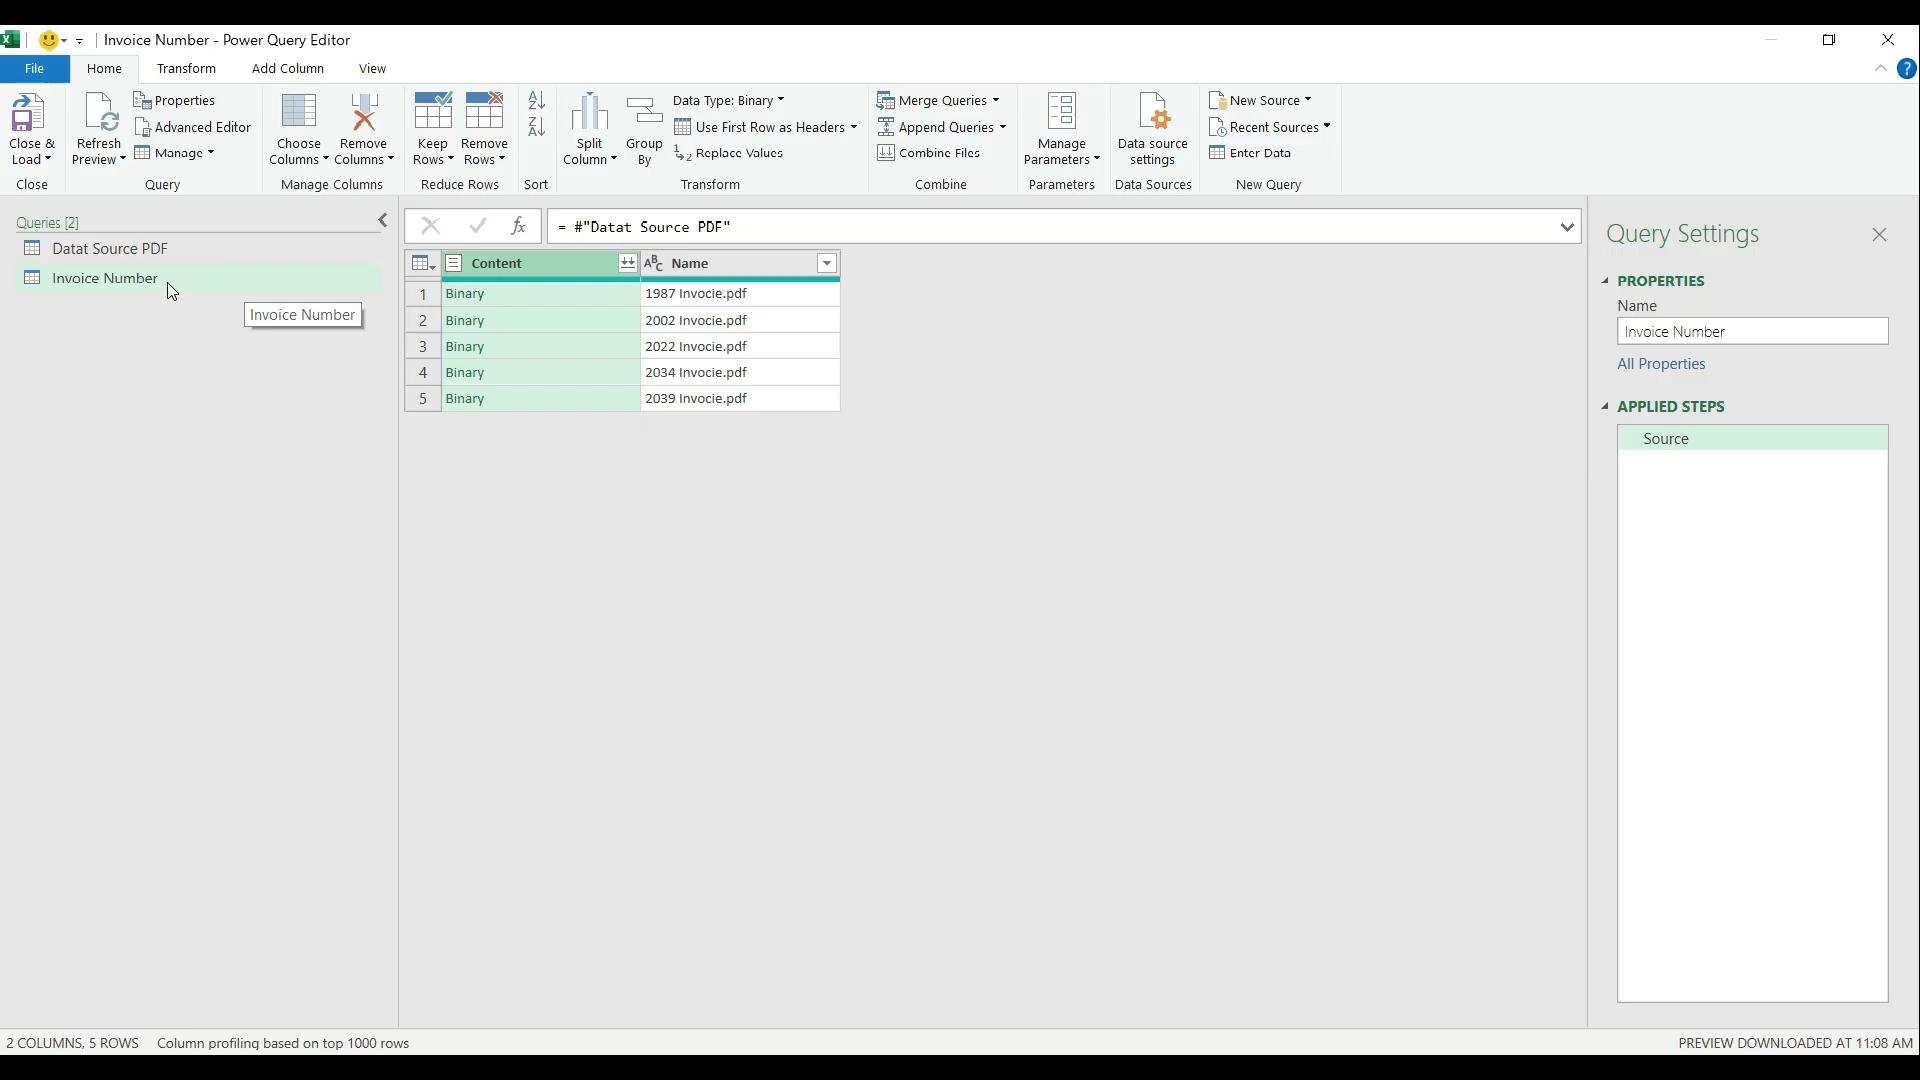 Invoice Number - Power Query Editor
File Home Transform Add Column View
Close & Load
Close
Refresh Preview
Properties
Advanced Editor
Manage
Query
Choose Columns
Remove Columns
Manage Columns
Keep Rows
Remove Rows
Reduce Rows
A Z
Z A
Sort
Split Column
Group By
Data Type: Binary
Use First Row as Headers
1 2 Replace Values
Transform
Merge Queries
Append Queries
Combine Files
Combine
Manage Parameters
Parameters
Data source settings
Data Sources
New Source
Recent Sources
Enter Data
New Query
?
Queries [2]
Datat Source PDF
Invoice Number
Invoice Number
fx = #"Datat Source PDF"
Content ABC Name
1 Binary 1987 Invocie.pdf
2 Binary 2002 Invocie.pdf
3 Binary 2022 Invocie.pdf
4 Binary 2034 Invocie.pdf
5 Binary 2039 Invocie.pdf
Query Settings
PROPERTIES
Name
Invoice Number
All Properties
APPLIED STEPS
Source
2 COLUMNS, 5 ROWS Column profiling based on top 1000 rows
PREVIEW DOWNLOADED AT 11:08 AM